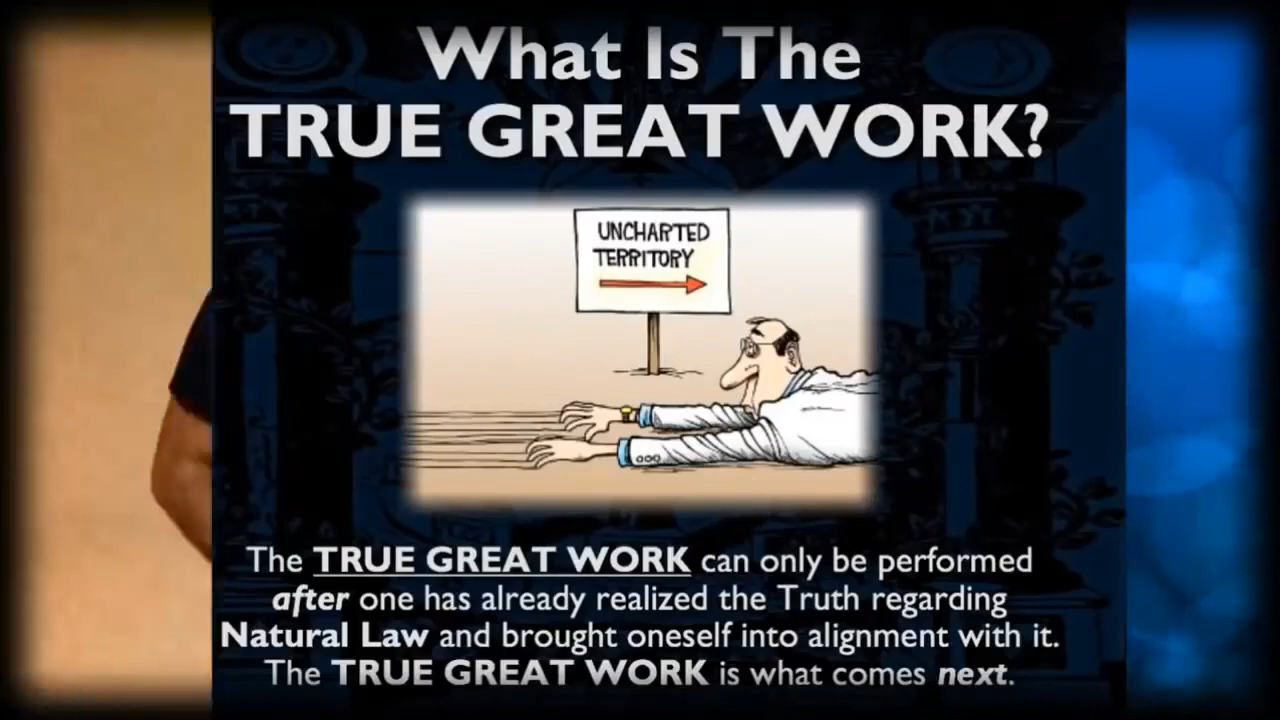 What Is The
TRUE GREAT WORK?
UNCHARTED
TERRITORY
The TRUE GREAT WORK can only be performed
after one has already realized the Truth regarding
Natural Law and brought oneself into alignment with it.
The TRUE GREAT WORK is what comes next.